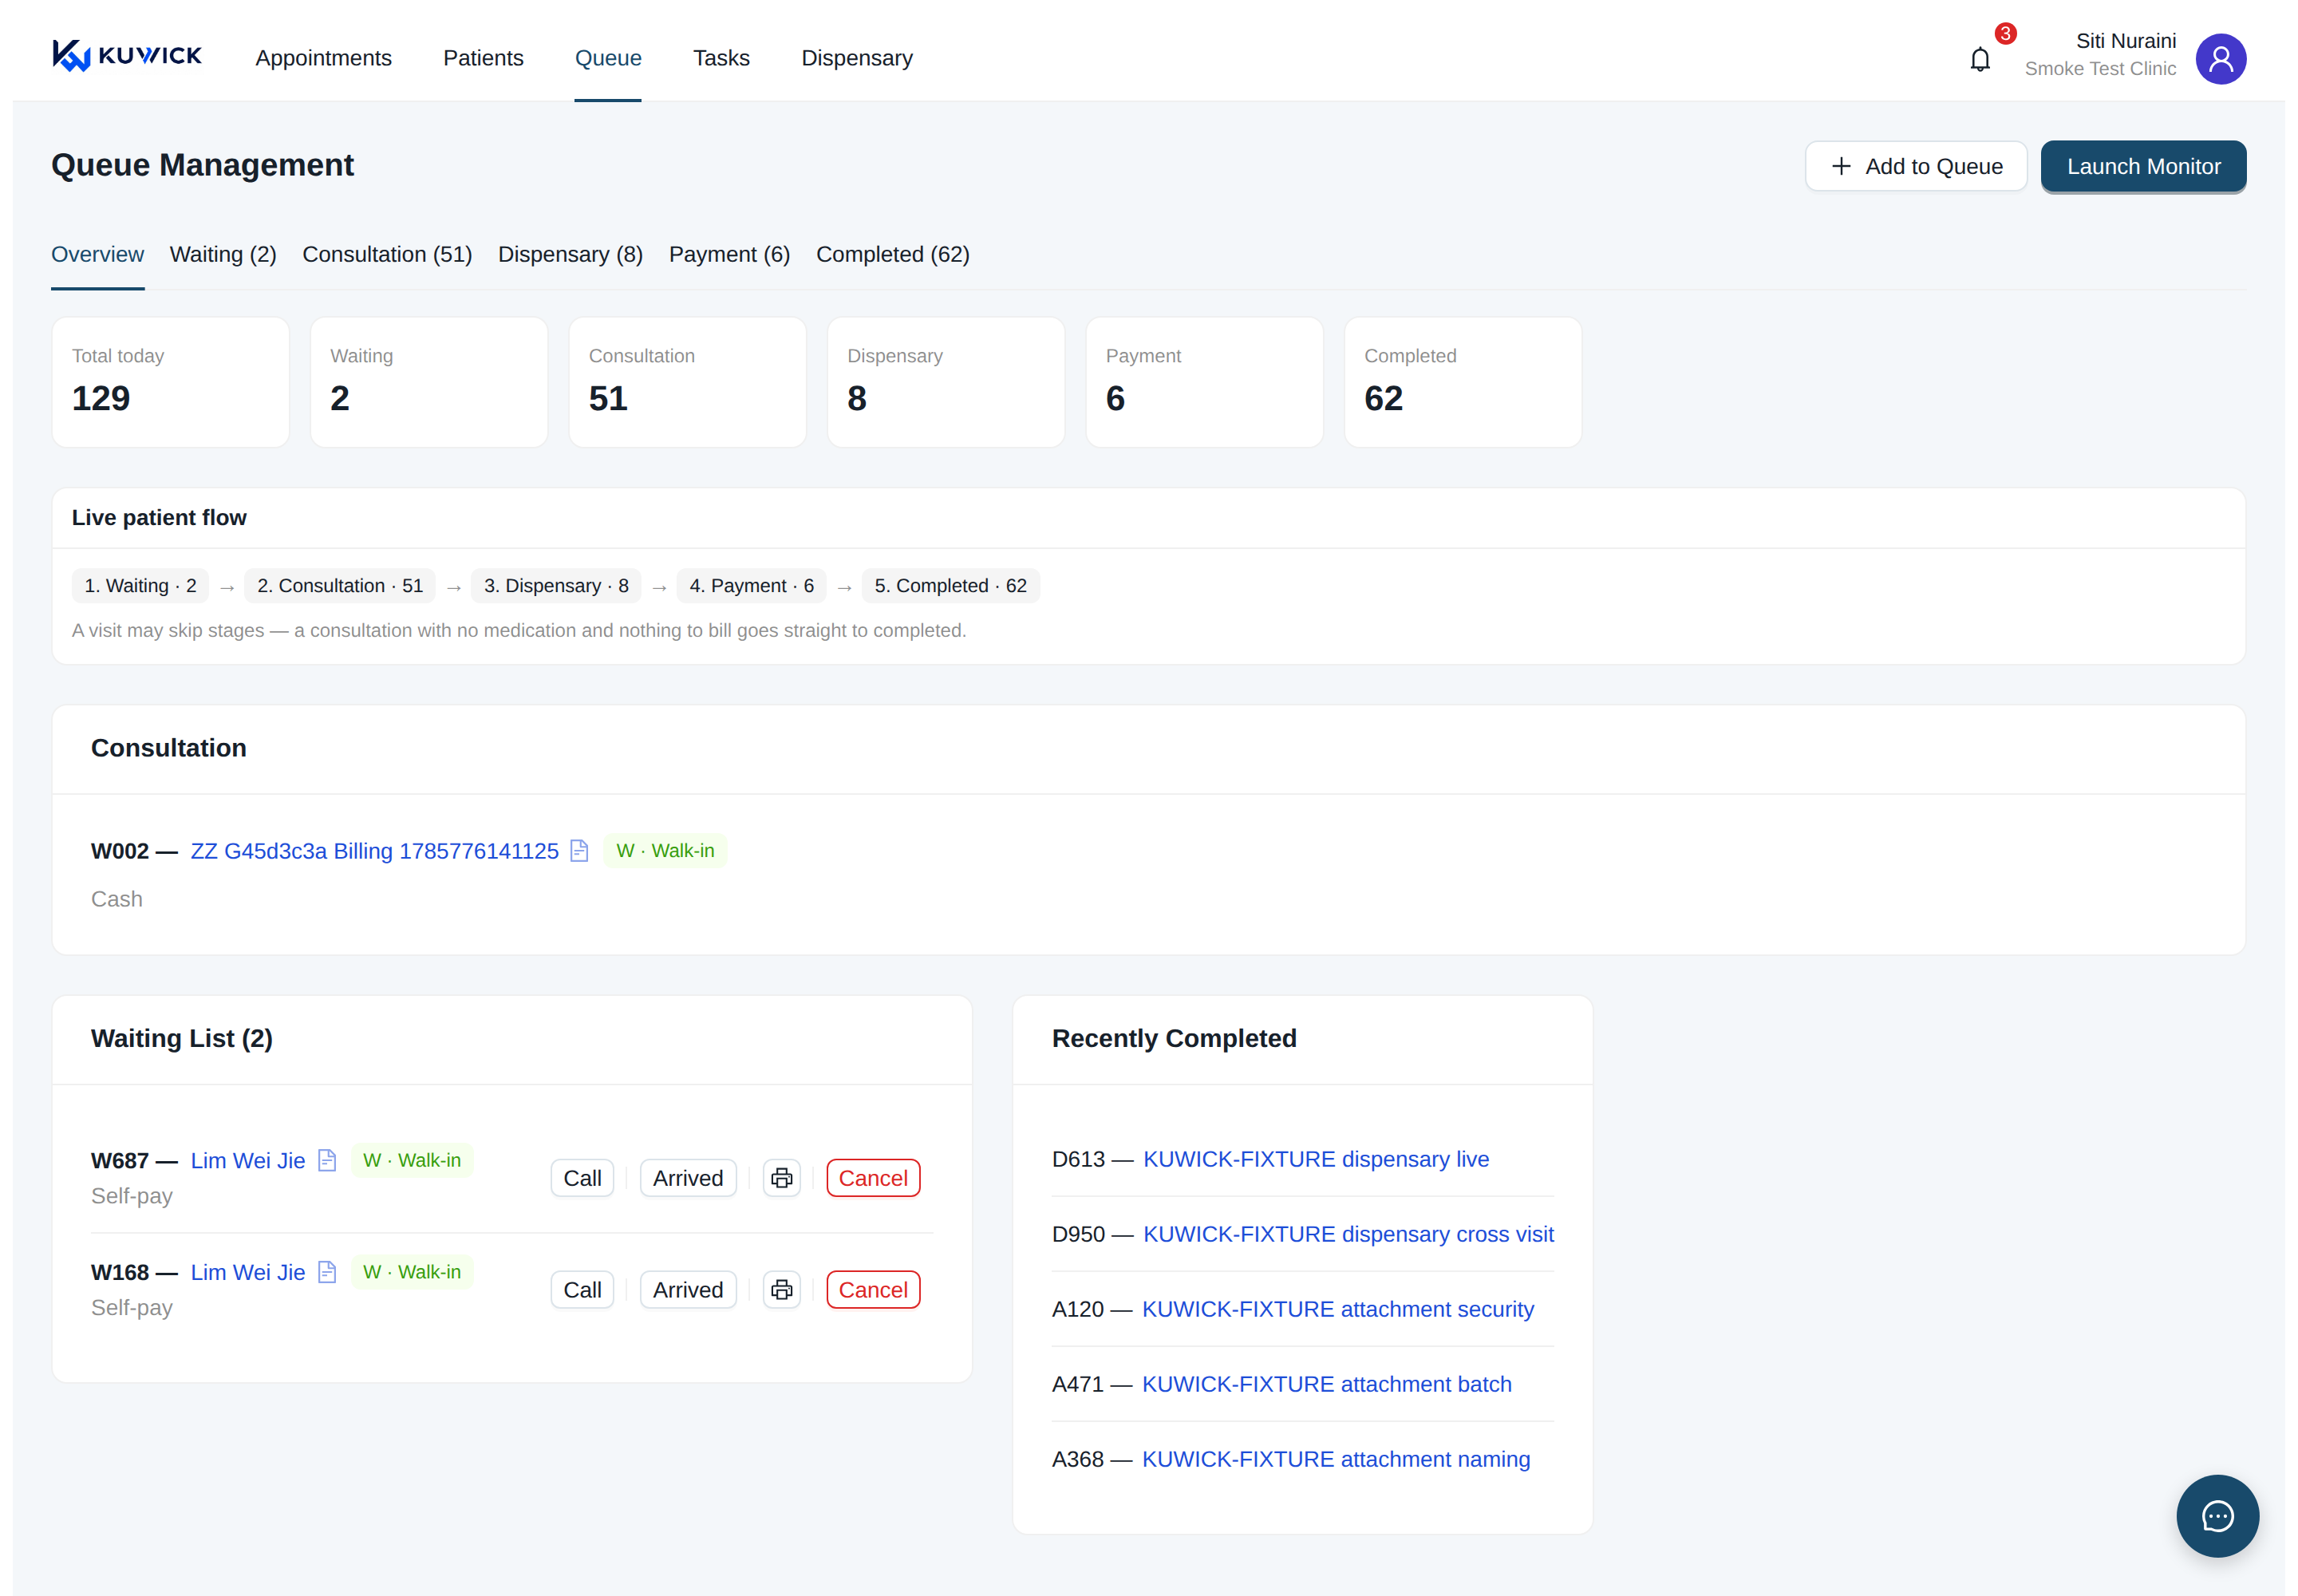 KUWICK
Appointments Patients Queue Tasks Dispensary
3
Siti Nuraini
Smoke Test Clinic
Queue Management
Add to Queue
Launch Monitor
Overview Waiting (2) Consultation (51) Dispensary (8) Payment (6) Completed (62)
Total today Waiting Consultation Dispensary Payment Completed
129 2 51 8 6 62
Live patient flow
1. Waiting · 2 → 2. Consultation · 51 → 3. Dispensary · 8 → 4. Payment · 6 → 5. Completed · 62
A visit may skip stages — a consultation with no medication and nothing to bill goes straight to completed.
Consultation
W002 — ZZ G45d3c3a Billing 1785776141125 W · Walk-in
Cash
Waiting List (2)
W687 — Lim Wei Jie W · Walk-in
Self-pay
Call Arrived Cancel
W168 — Lim Wei Jie W · Walk-in
Self-pay
Call Arrived Cancel
Recently Completed
D613 — KUWICK-FIXTURE dispensary live
D950 — KUWICK-FIXTURE dispensary cross visit
A120 — KUWICK-FIXTURE attachment security
A471 — KUWICK-FIXTURE attachment batch
A368 — KUWICK-FIXTURE attachment naming